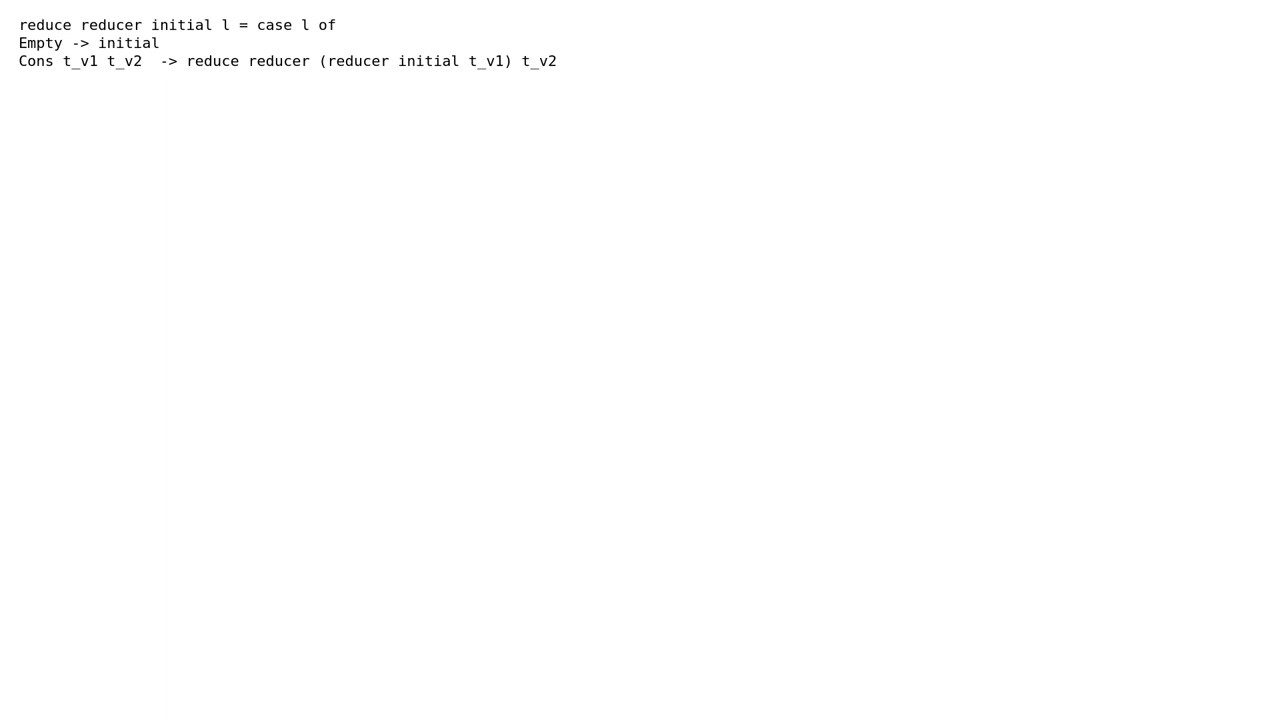 reduce reducer initial l = case l of
Empty -> initial
Cons t_v1 t_v2  -> reduce reducer (reducer initial t_v1) t_v2